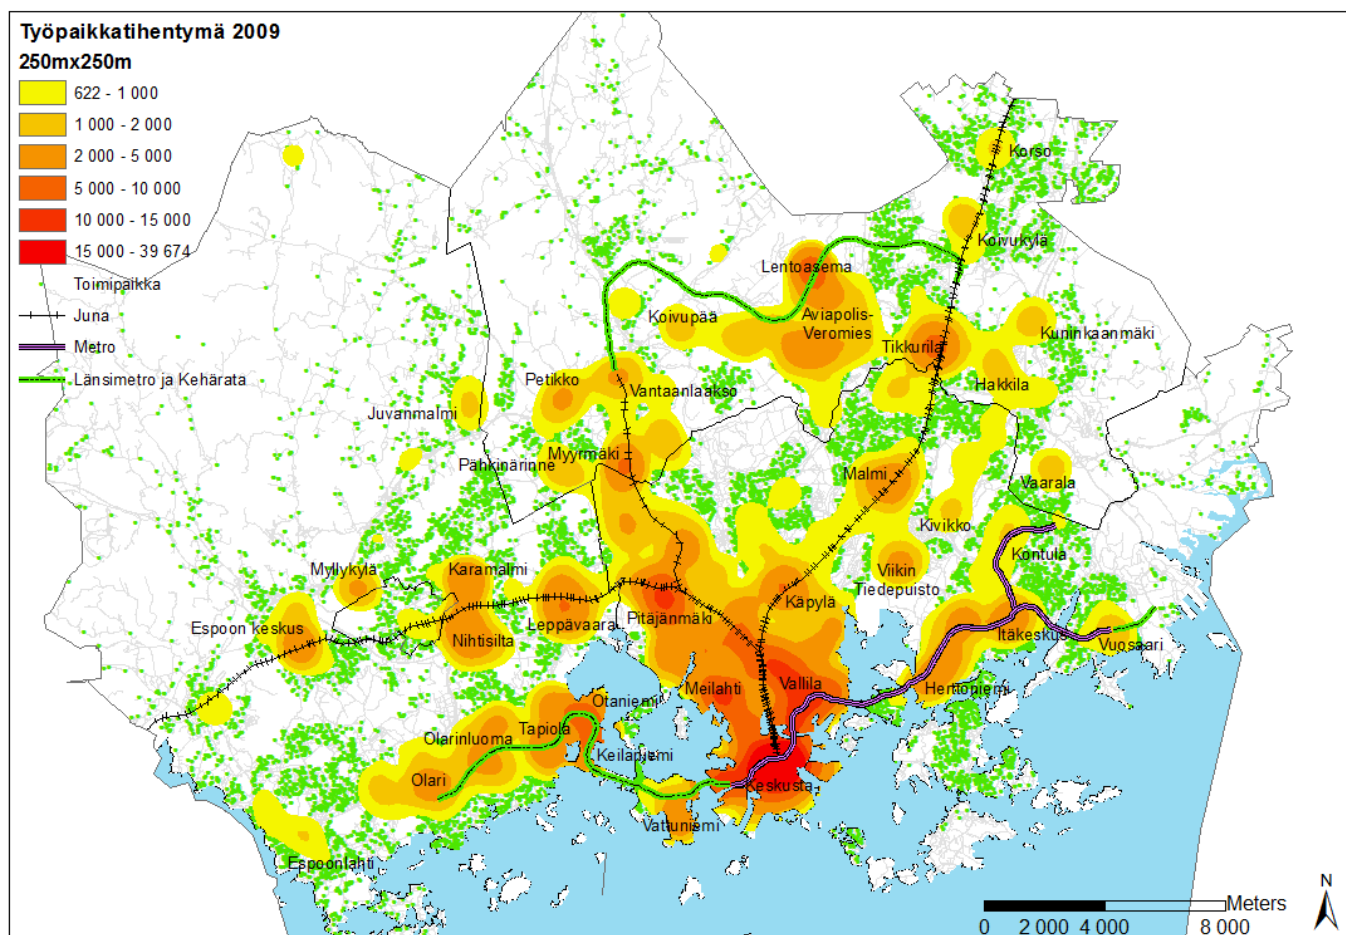 Työpaikkatihentymä 2009
250mx250m
622 - 1 000
1 000 - 2 000
2 000 - 5 000
5 000 - 10 000
10 000 - 15 000
15 000 - 39 674
Toimipaikka
Juna
Metro
Länsimetro ja Kehärata
Korso
Koivukylä
Lentoasema
Koivupää
Aviapolis-
Veromies
Tikkurila
Kuninkaanmäki
Hakkila
Petikko
Vantaanlaakso
Juvanmalmi
Myyrmäki
Pähkinärinne
Malmi
Vaarala
Kivikko
Kontula
Myllykylä
Karamalmi
Viikin
Tiedepuisto
Käpylä
Espoon keskus
Nihtisilta
Leppävaara
Pitäjänmäki
Itäkeskus
Vuosaari
Meilahti
Vallila
Herttoniemi
Otaniemi
Tapiola
Olarinluoma
Keilaniemi
Olari
Keskusta
Vattuniemi
Espoonlahti
N
Meters
0 2 000 4 000 8 000